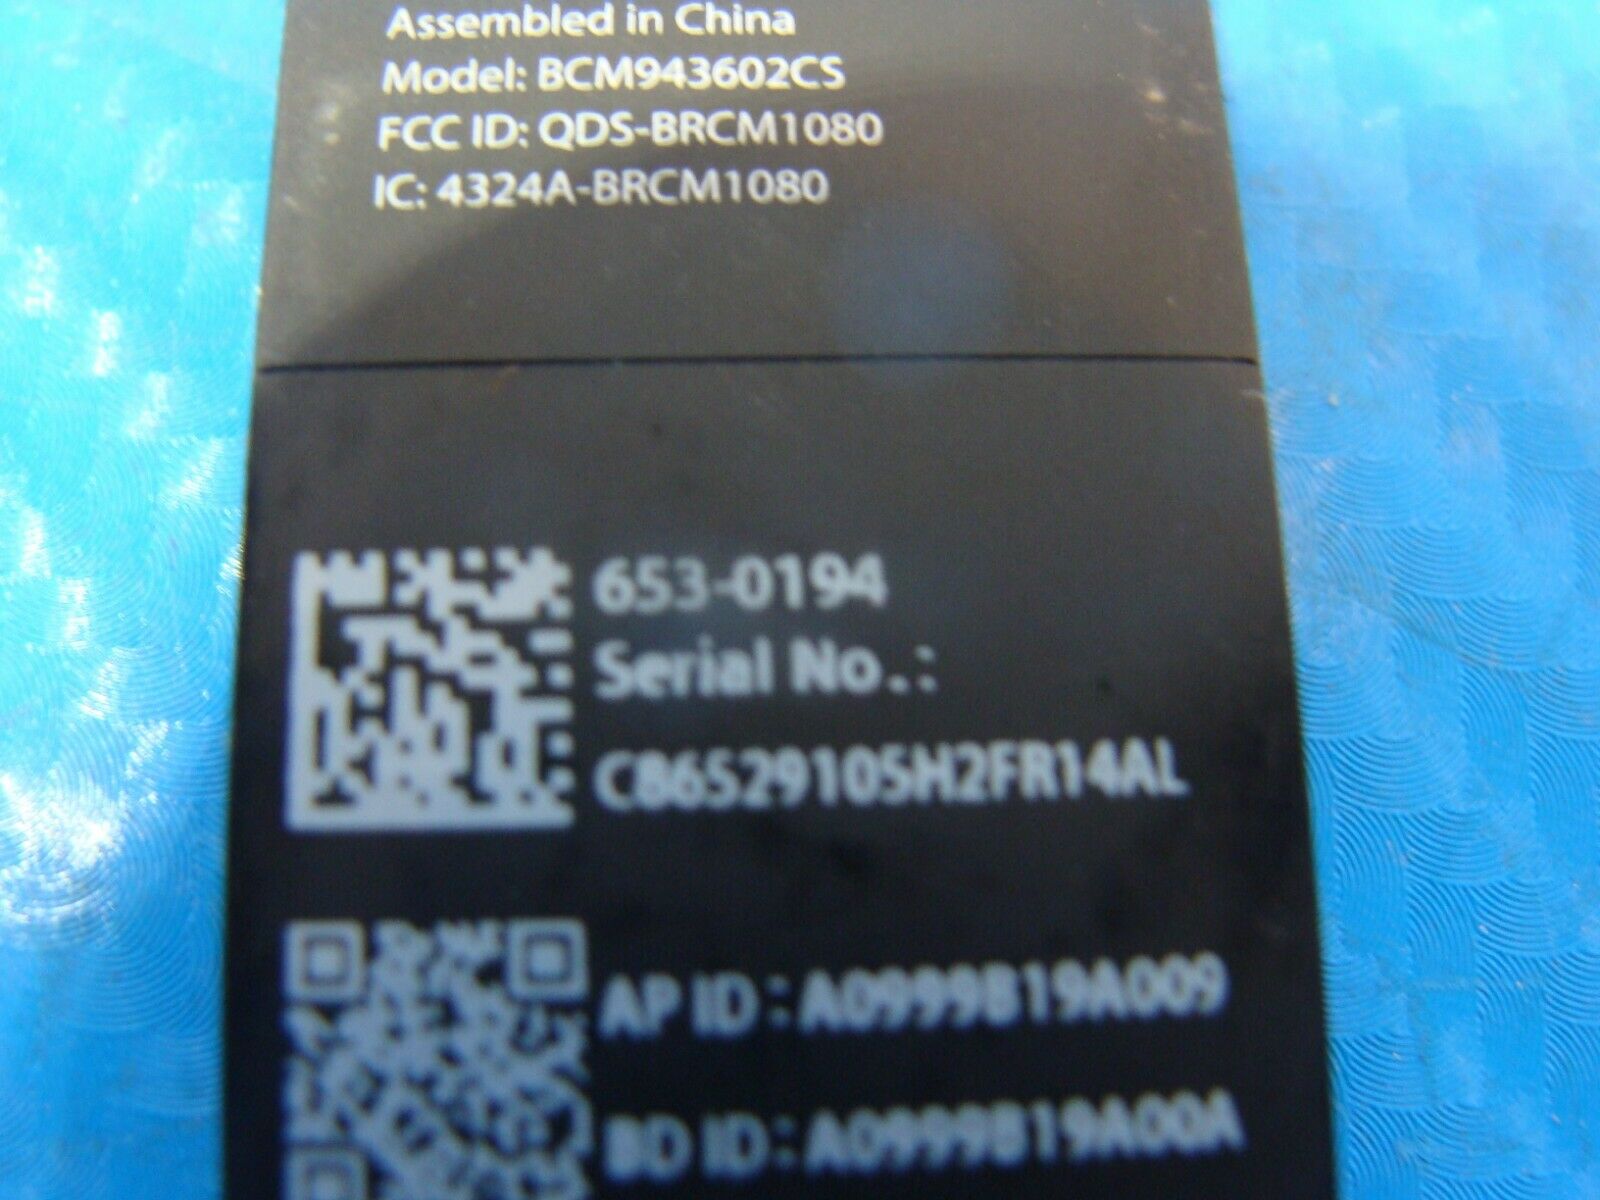 Assembled in China
Model: BCM943602CS
FCC ID: QDS-BRCM1080
IC: 4324A-BRCM1080
653-0194
Serial No.:
C86529105H2FR14AL
AP ID : A0999B19A009
BD ID : A0999B19A00A